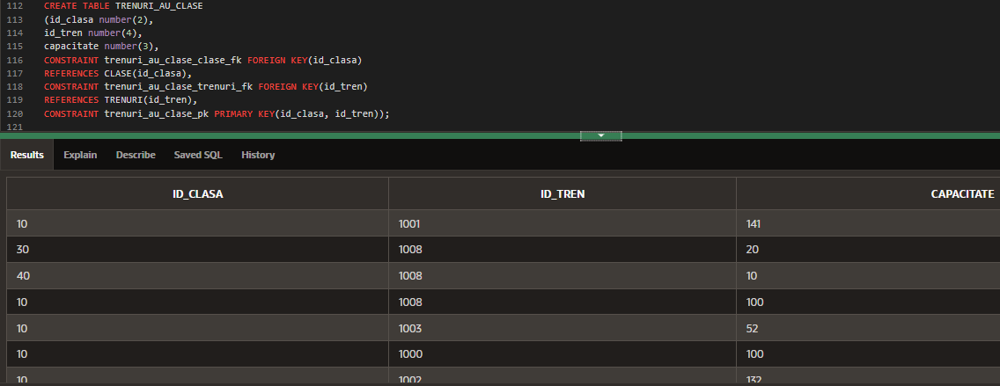 112 CREATE TABLE TRENURI_AU_CLASE
113 (id_clasa number(2),
114 id_tren number(4),
115 capacitate number(3),
116 CONSTRAINT trenuri_au_clase_clase_fk FOREIGN KEY(id_clasa)
117 REFERENCES CLASE(id_clasa),
118 CONSTRAINT trenuri_au_clase_trenuri_fk FOREIGN KEY(id_tren)
119 REFERENCES TRENURI(id_tren),
120 CONSTRAINT trenuri_au_clase_pk PRIMARY KEY(id_clasa, id_tren));
121
Results Explain Describe Saved SQL History
ID_CLASA ID_TREN CAPACITATE
10 1001 141
30 1008 20
40 1008 10
10 1008 100
10 1003 52
10 1000 100
10 1002 132